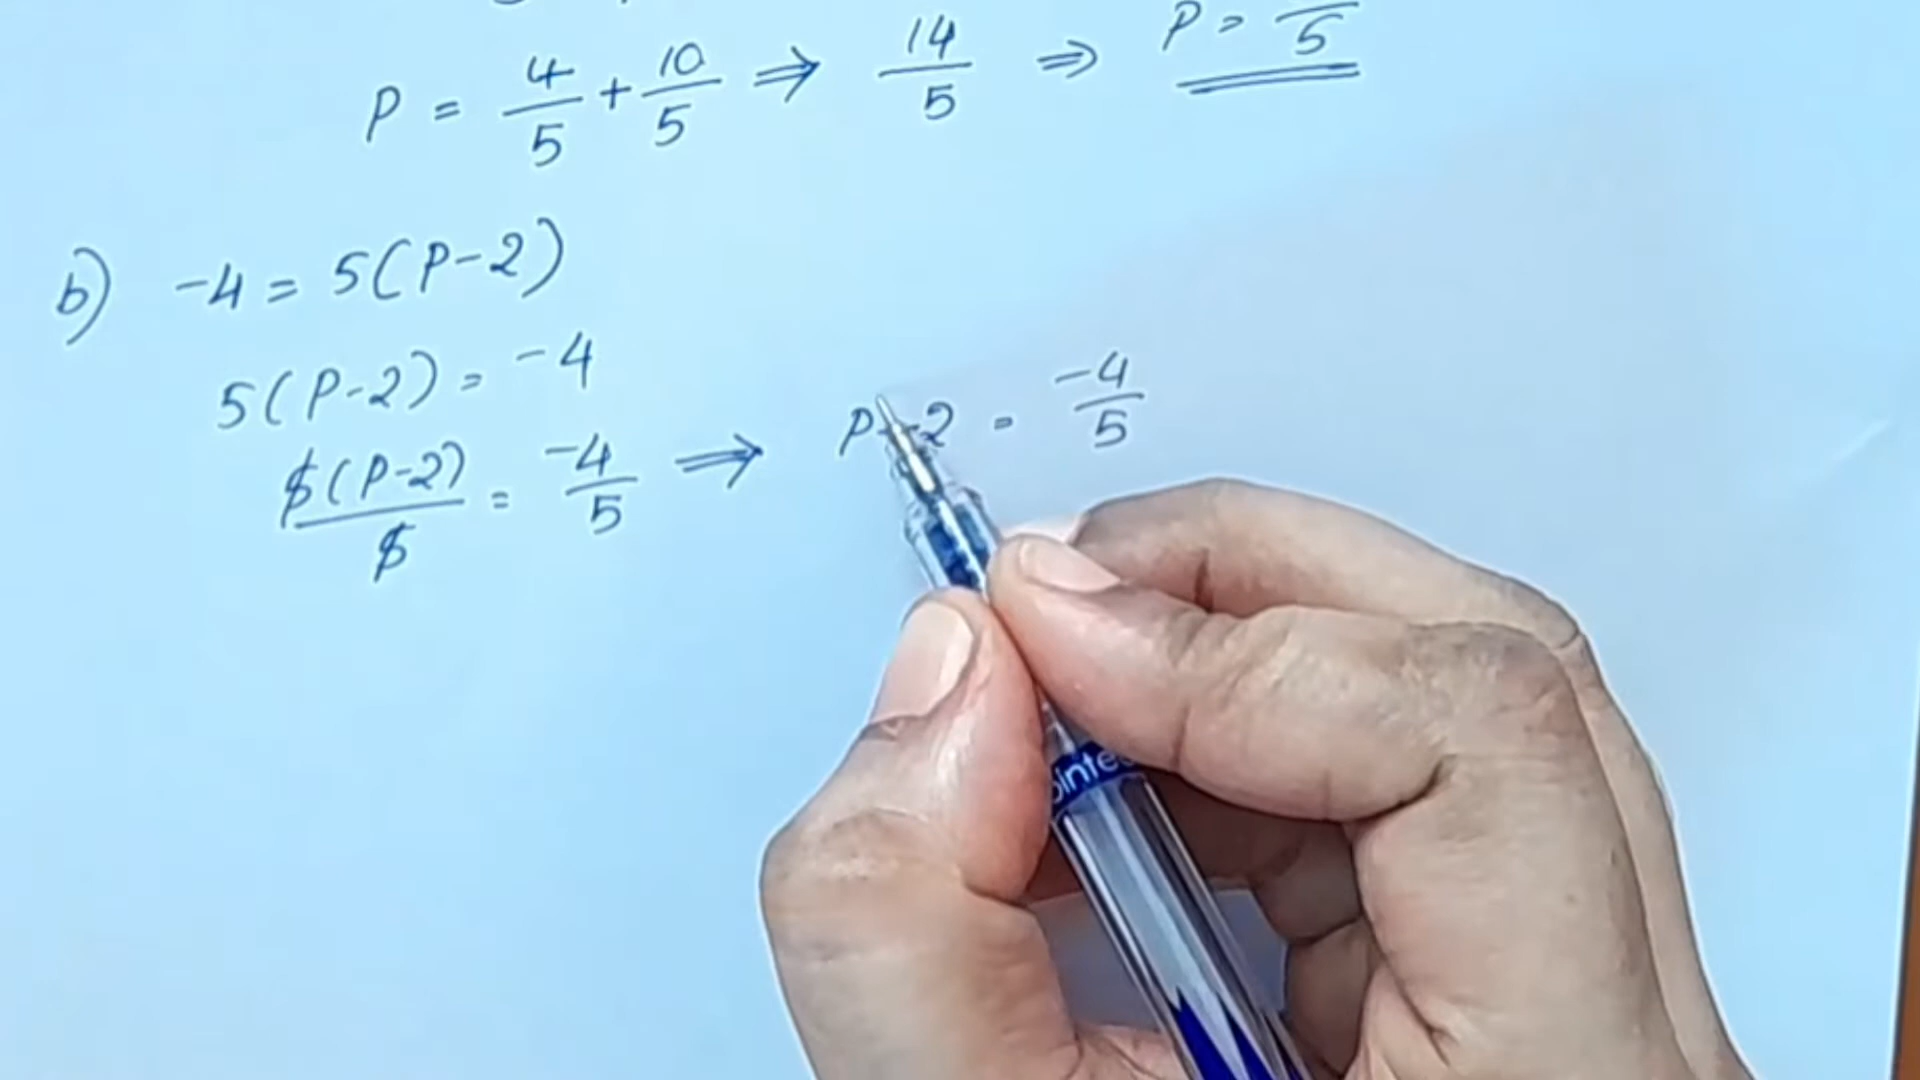 P = 4/5 + 10/5 ⇒ 14/5 ⇒ P = /5
b) -4 = 5(P-2)
5(P-2) = -4
5(P-2)/5 = -4/5 ⇒ P-2 = -4/5